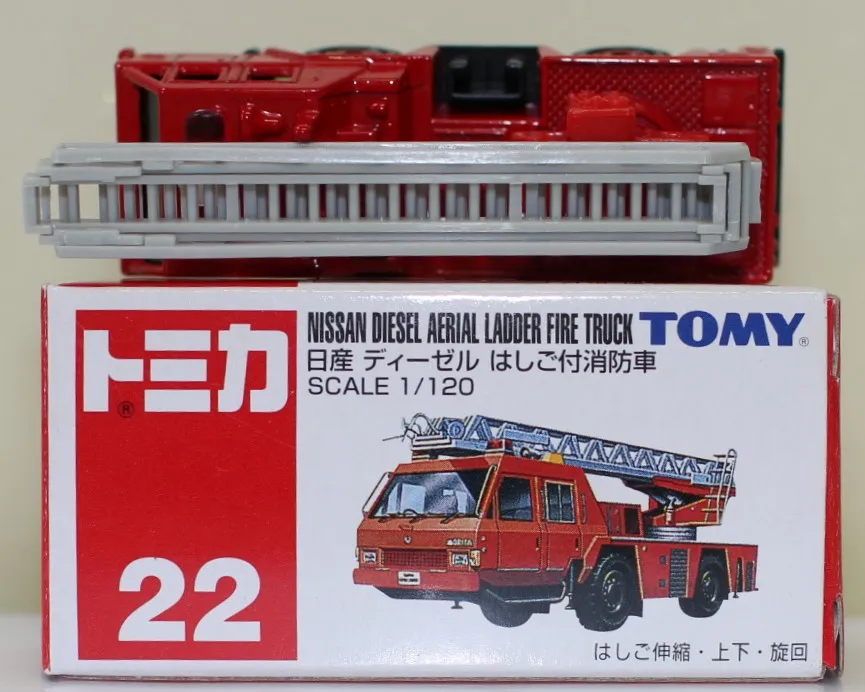 トミカ®
22
NISSAN DIESEL AERIAL LADDER FIRE TRUCK TOMY®
日産 ディーゼル はしご付消防車
SCALE 1/120
はしご伸縮・上下・旋回